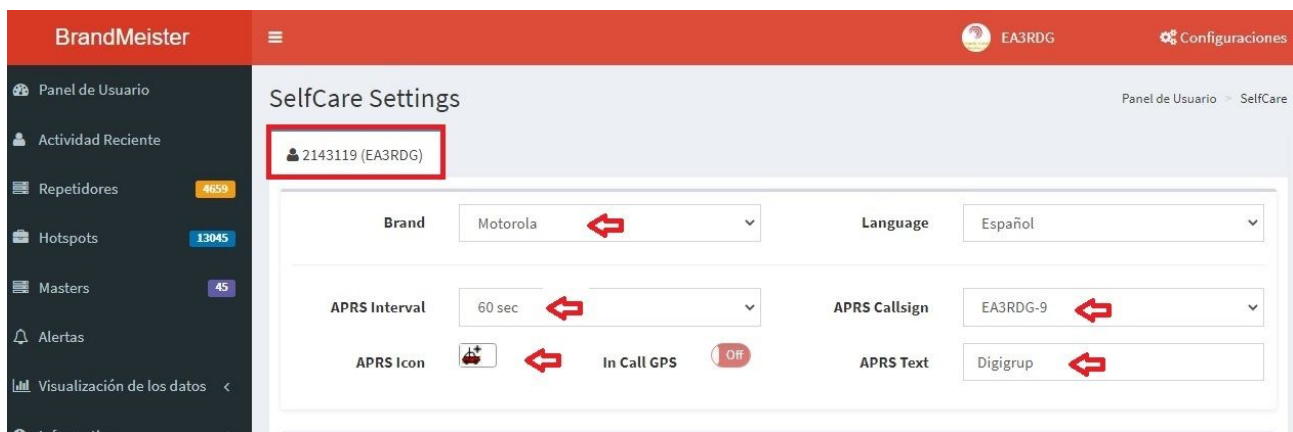 BrandMeister
EA3RDG
Configuraciones
Panel de Usuario
Actividad Reciente
Repetidores 4659
Hotspots 13045
Masters 45
Alertas
Visualización de los datos
SelfCare Settings
Panel de Usuario > SelfCare
2143119 (EA3RDG)
Brand Motorola
Language Español
APRS Interval 60 sec
APRS Callsign EA3RDG-9
APRS Icon
In Call GPS Off
APRS Text Digigrup